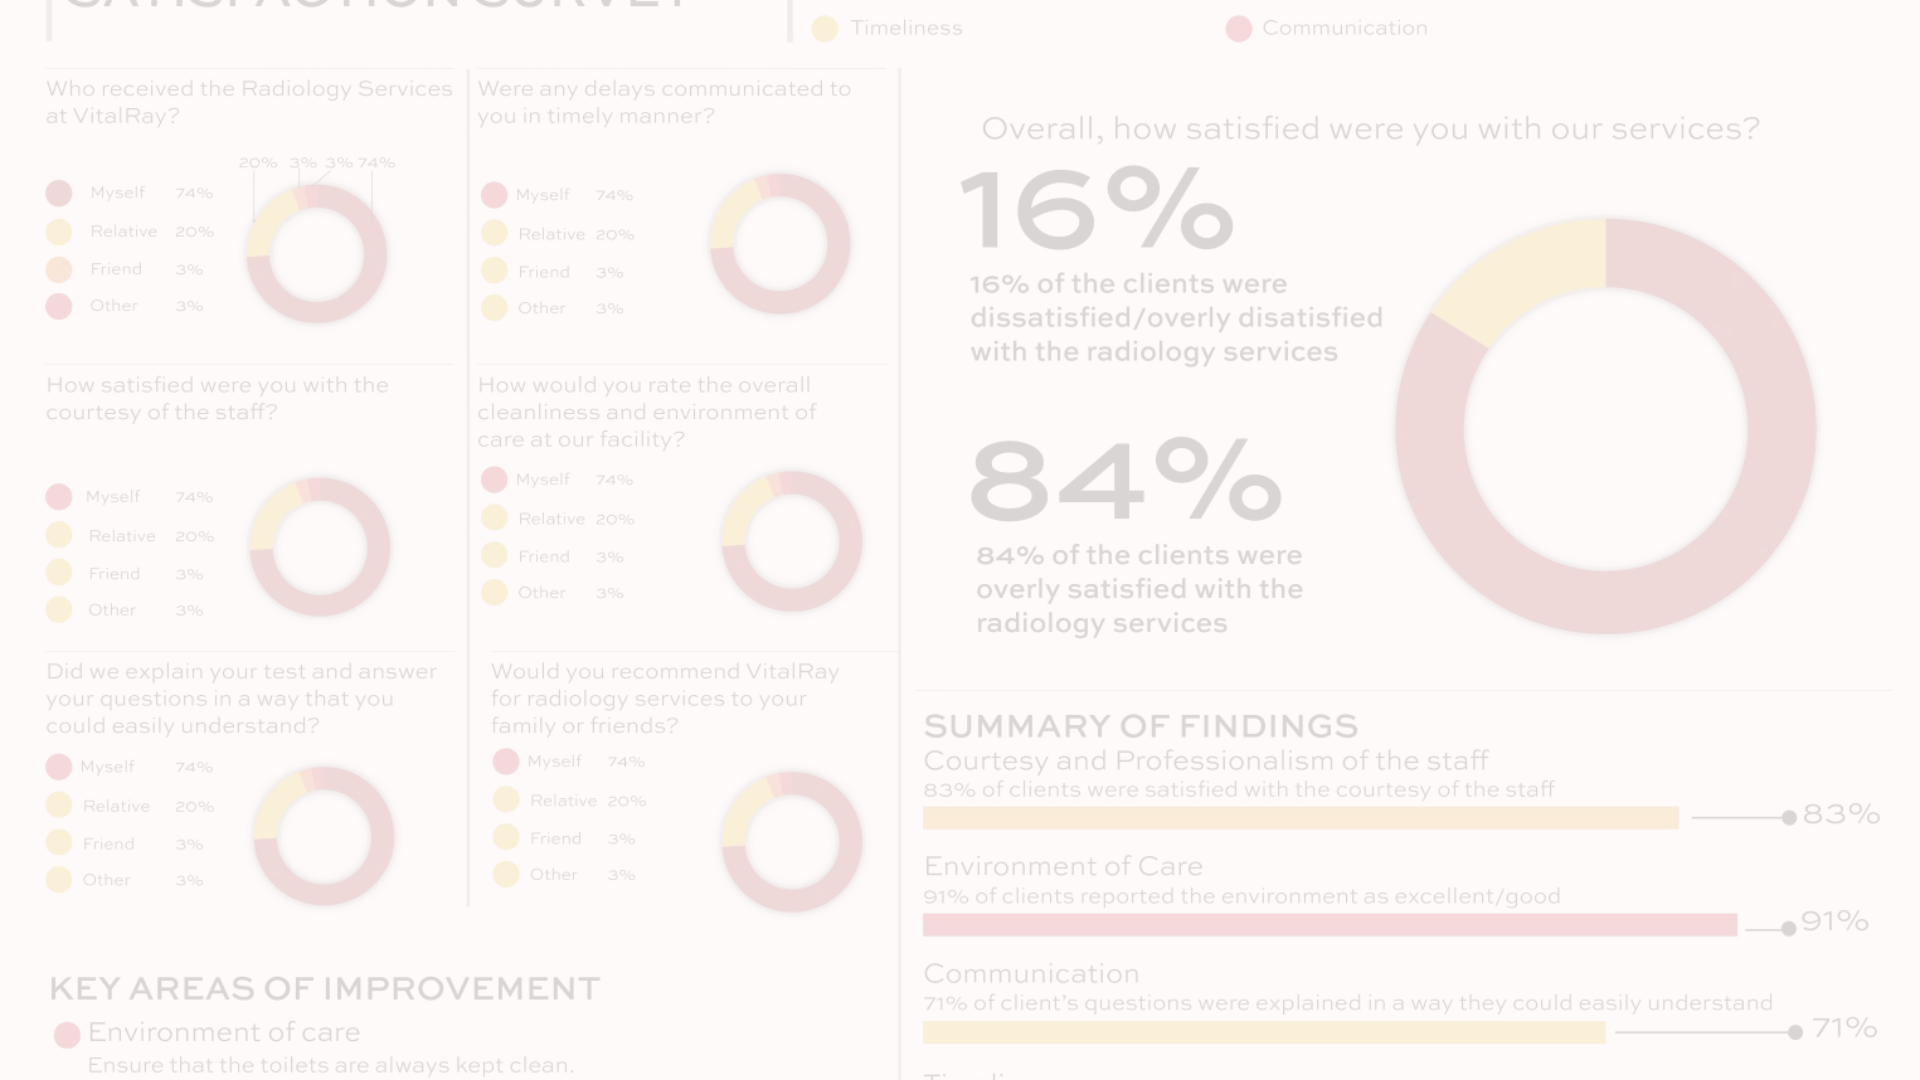 SATISFACTION SURVEY
Timeliness
Communication
Who received the Radiology Services
at VitalRay?
20% 3% 3% 74%
Myself 74%
Relative 20%
Friend 3%
Other 3%
Were any delays communicated to
you in timely manner?
Myself 74%
Relative 20%
Friend 3%
Other 3%
How satisfied were you with the
courtesy of the staff?
Myself 74%
Relative 20%
Friend 3%
Other 3%
How would you rate the overall
cleanliness and environment of
care at our facility?
Myself 74%
Relative 20%
Friend 3%
Other 3%
Did we explain your test and answer
your questions in a way that you
could easily understand?
Myself 74%
Relative 20%
Friend 3%
Other 3%
Would you recommend VitalRay
for radiology services to your
family or friends?
Myself 74%
Relative 20%
Friend 3%
Other 3%
KEY AREAS OF IMPROVEMENT
Environment of care
Ensure that the toilets are always kept clean.
Overall, how satisfied were you with our services?
16%
16% of the clients were
dissatisfied/overly disatisfied
with the radiology services
84%
84% of the clients were
overly satisfied with the
radiology services
SUMMARY OF FINDINGS
Courtesy and Professionalism of the staff
83% of clients were satisfied with the courtesy of the staff
83%
Environment of Care
91% of clients reported the environment as excellent/good
91%
Communication
71% of client's questions were explained in a way they could easily understand
71%